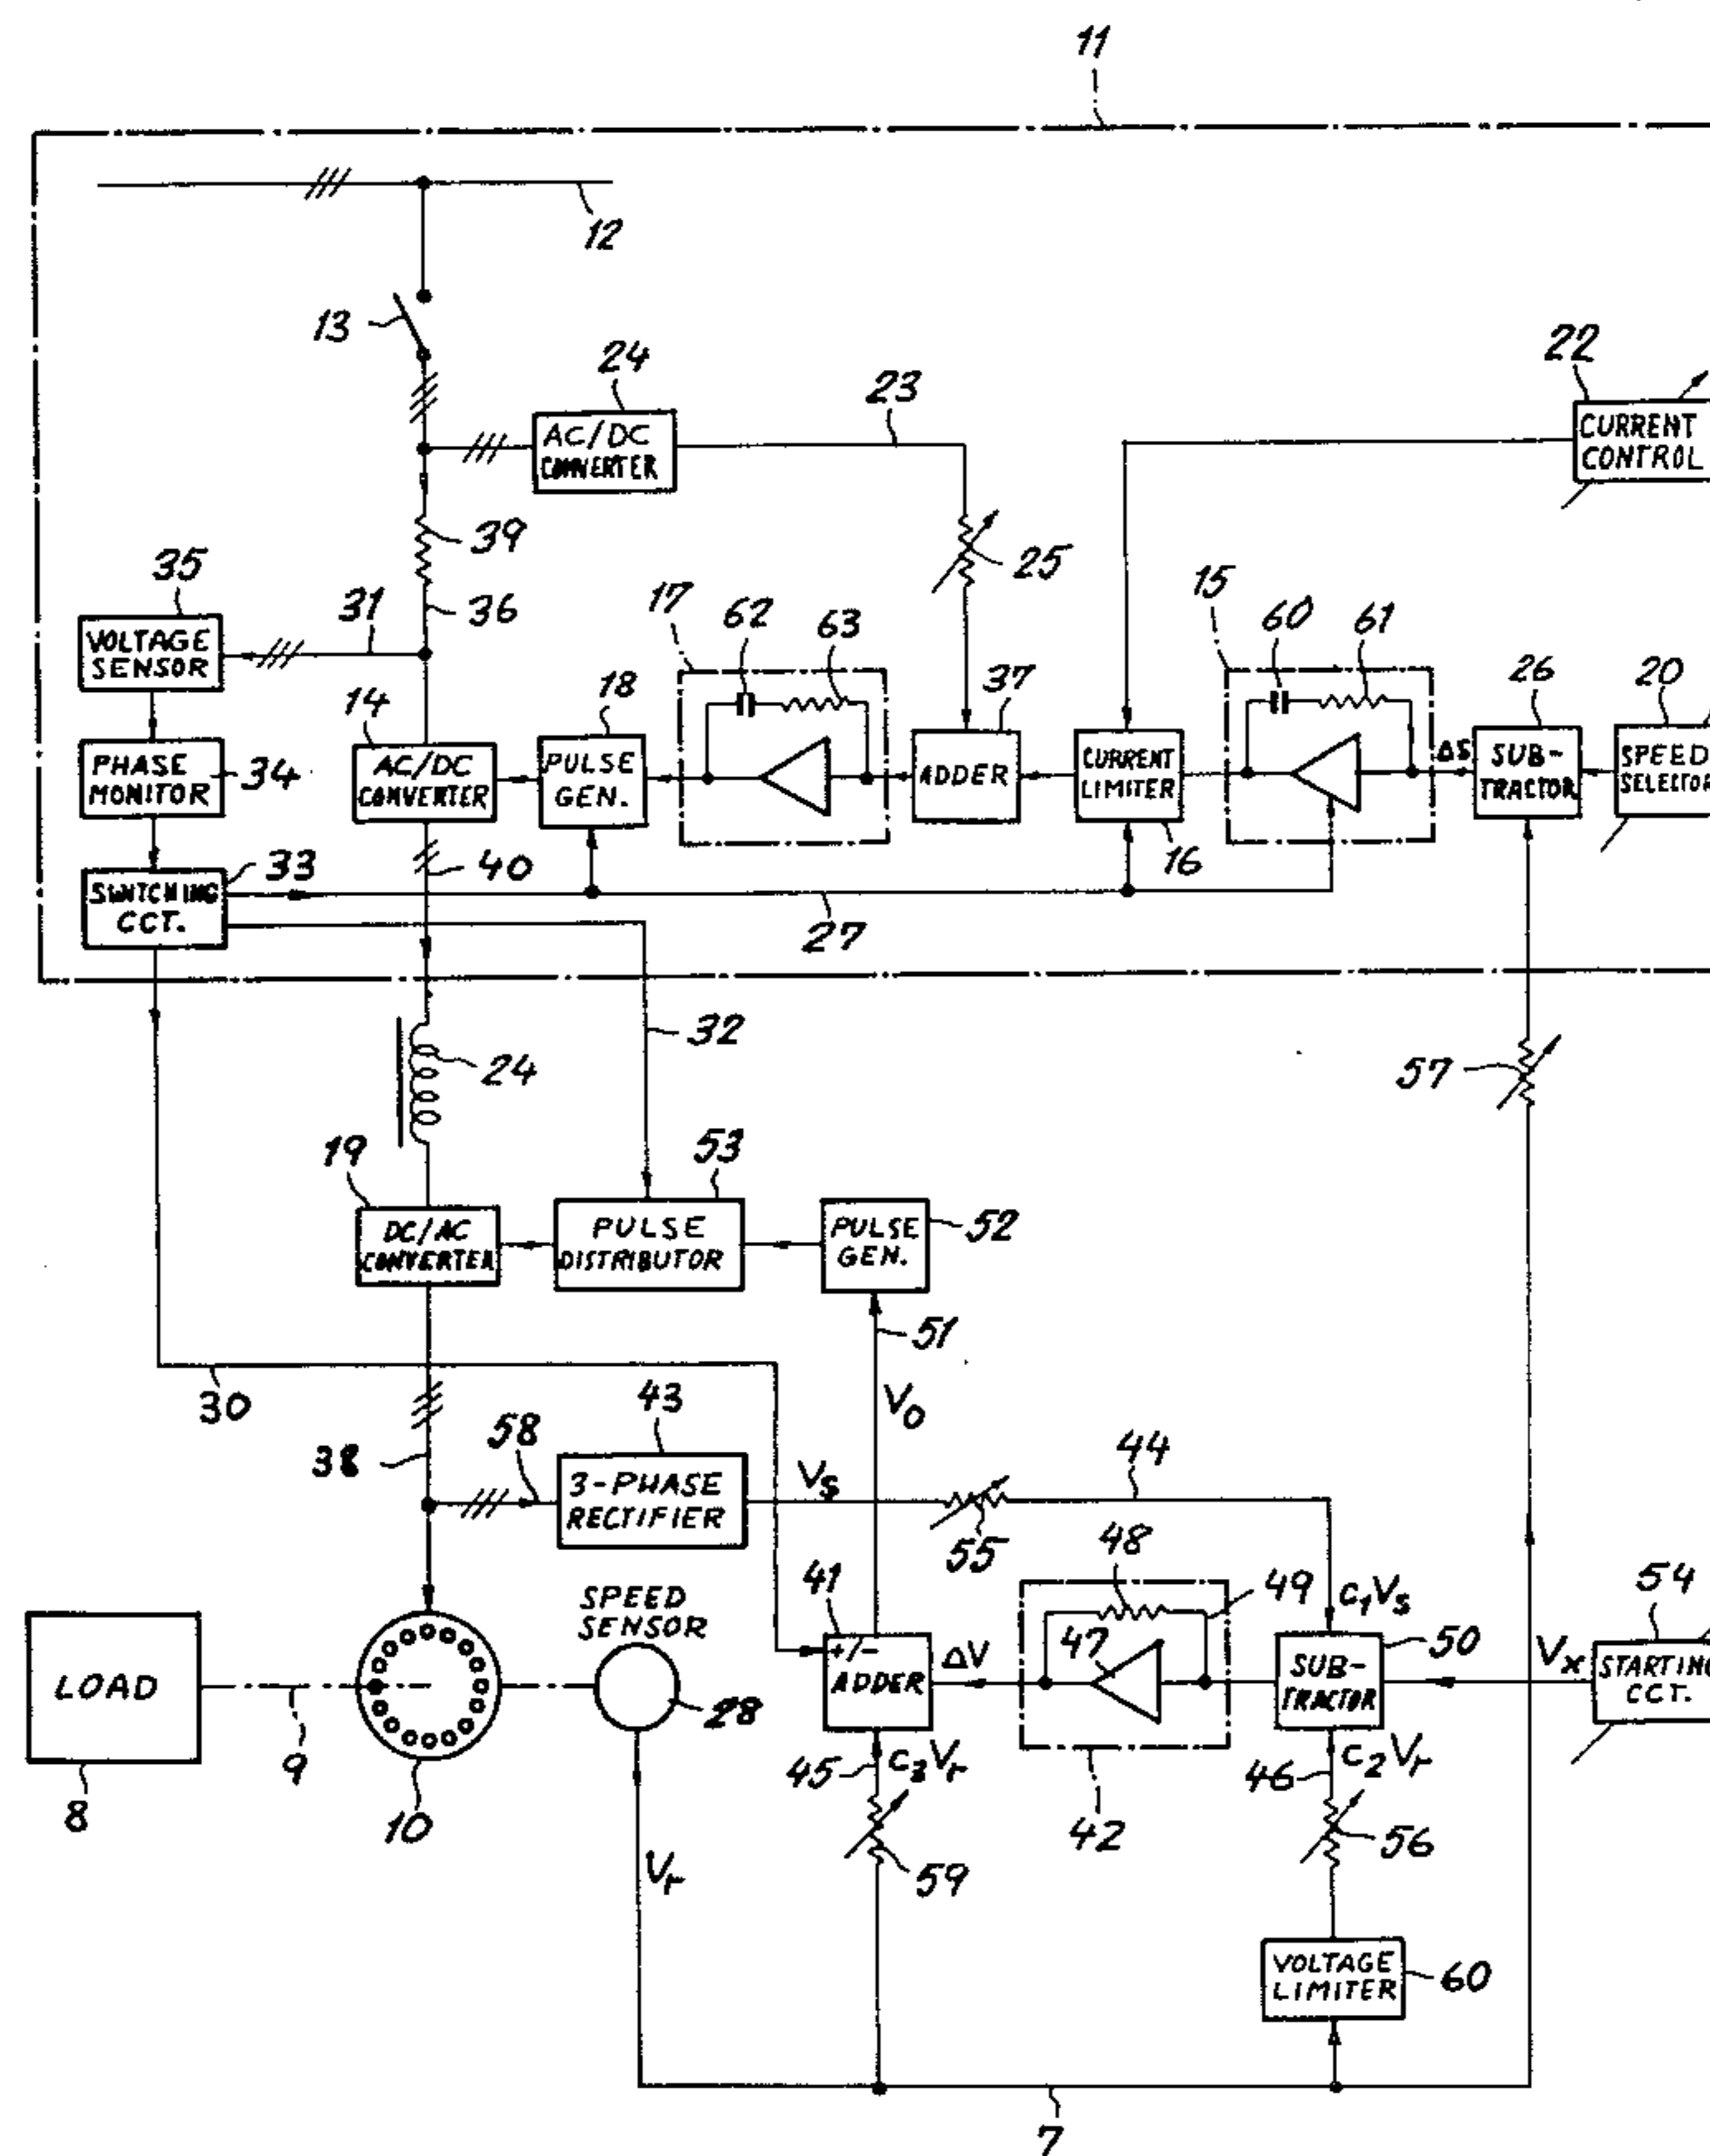 11
12
13
24
23
22
AC/DC
CONVERTER
CURRENT
CONTROL
39
25
35
31
36
17
62
63
15
60
61
VOLTAGE
SENSOR
18
37
26
20
14
PHASE
MONITOR
34
AC/DC
CONVERTER
PULSE
GEN.
ADDER
CURRENT
LIMITER
ΔS
SUB-
TRACTOR
SPEED
SELECTOR
16
33
40
SWITCHING
CCT.
27
32
24
57
19
53
DC/AC
CONVERTER
PULSE
DISTRIBUTOR
PULSE
GEN.
52
51
30
43
V0
58
44
38
3-PHASE
RECTIFIER
Vs
55
48
SPEED
SENSOR
41
49
C1Vs
54
50
LOAD
+/-
ADDER
ΔV
47
SUB-
TRACTOR
Vx
STARTING
CCT.
28
9
45
C3Vr
46
C2Vr
8
10
42
56
Vr
59
VOLTAGE
LIMITER
60
7